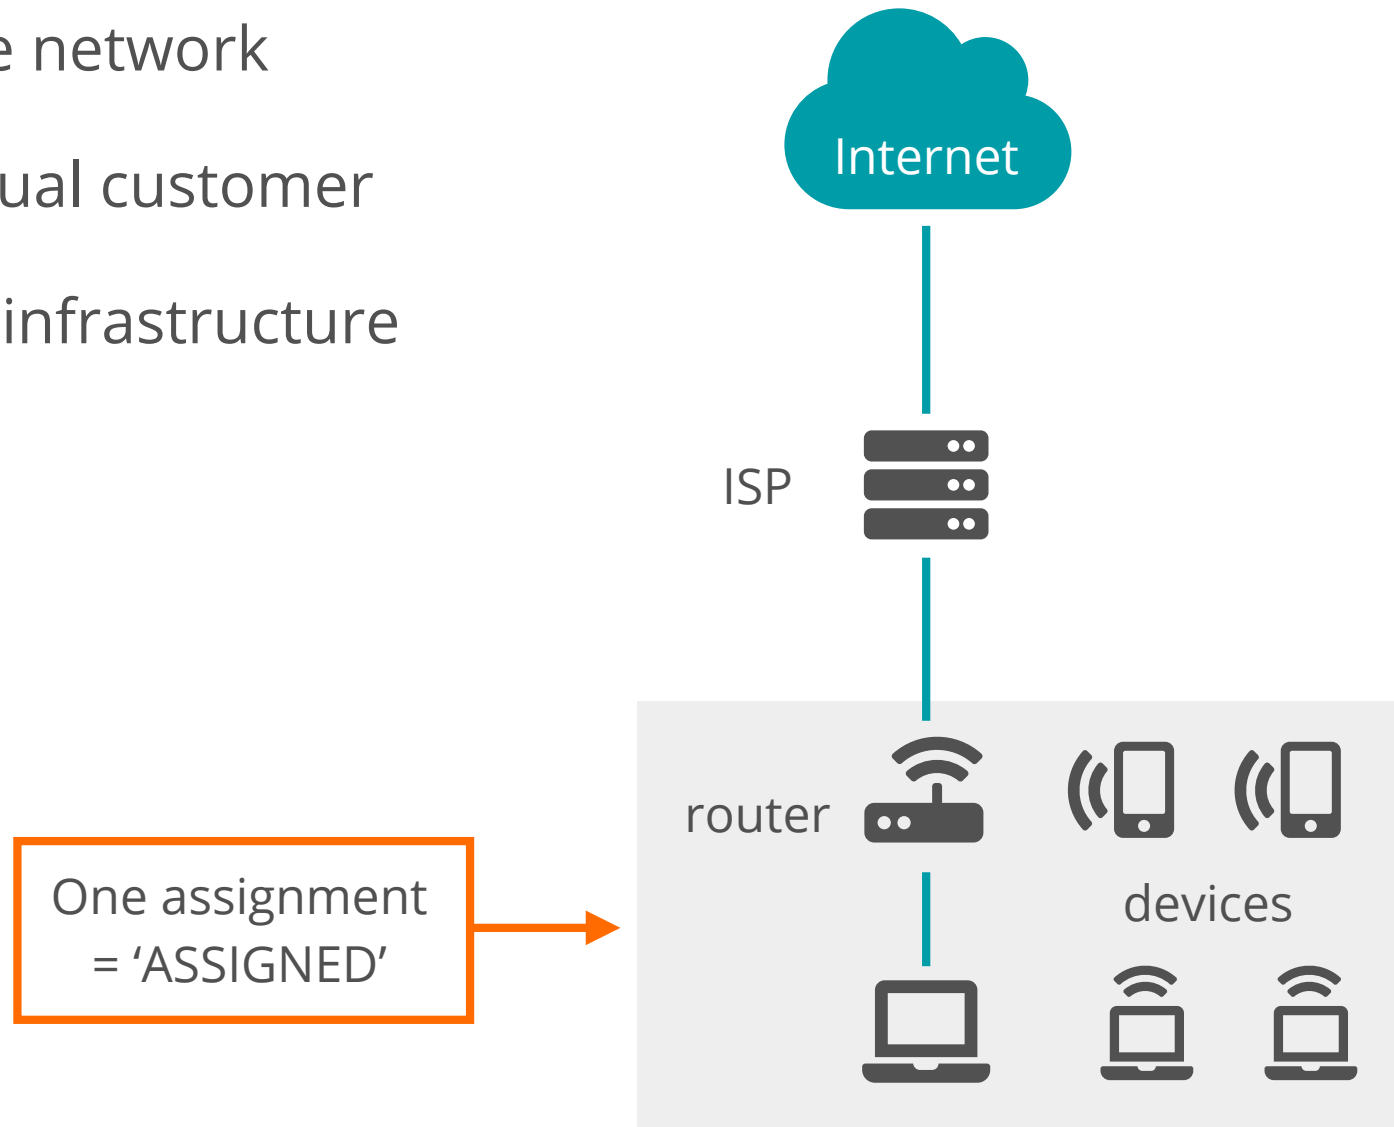 e network
ual customer
infrastructure
Internet
ISP
router
devices
One assignment
= ‘ASSIGNED’